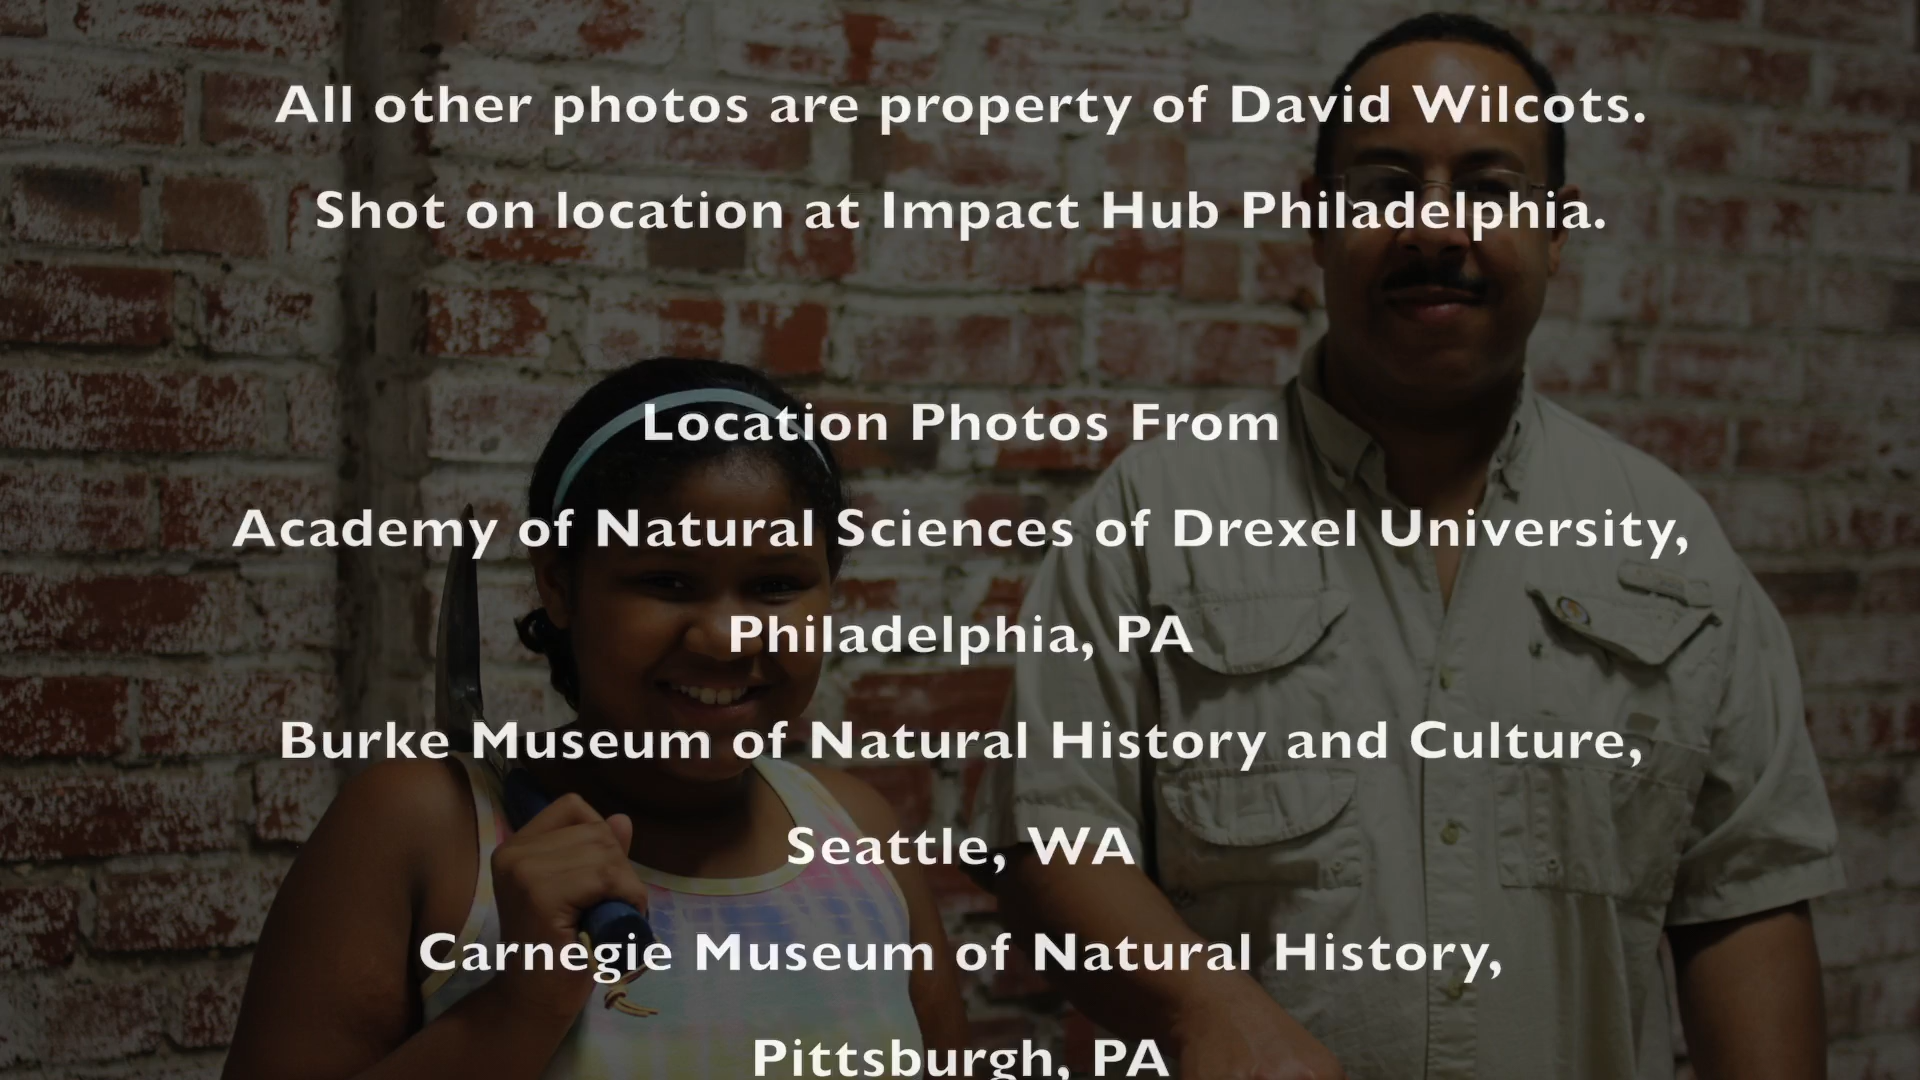 All other photos are property of David Wilcots.
Shot on location at Impact Hub Philadelphia.
Location Photos From
Academy of Natural Sciences of Drexel University,
Philadelphia, PA
Burke Museum of Natural History and Culture,
Seattle, WA
Carnegie Museum of Natural History,
Pittsburgh, PA